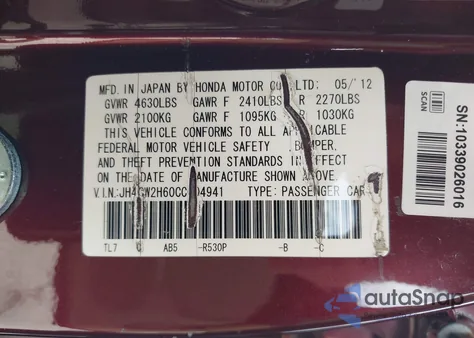 MFD. IN JAPAN BY HONDA MOTOR CO., LTD: 05/'12
GVWR 4630LBS GAWR F 2410LBS R 2270LBS
GVWR 2100KG GAWR F 1095KG R 1030KG
THIS VEHICLE CONFORMS TO ALL APPLICABLE
FEDERAL MOTOR VEHICLE SAFETY BUMPER,
AND THEFT PREVENTION STANDARDS IN EFFECT
ON THE DATE OF MANUFACTURE SHOWN ABOVE.
V.I.N: TYPE: PASSENGER CAR
TL7 C AB5 -R530P -B -C
SCAN
SN:10339026016
autoSnap